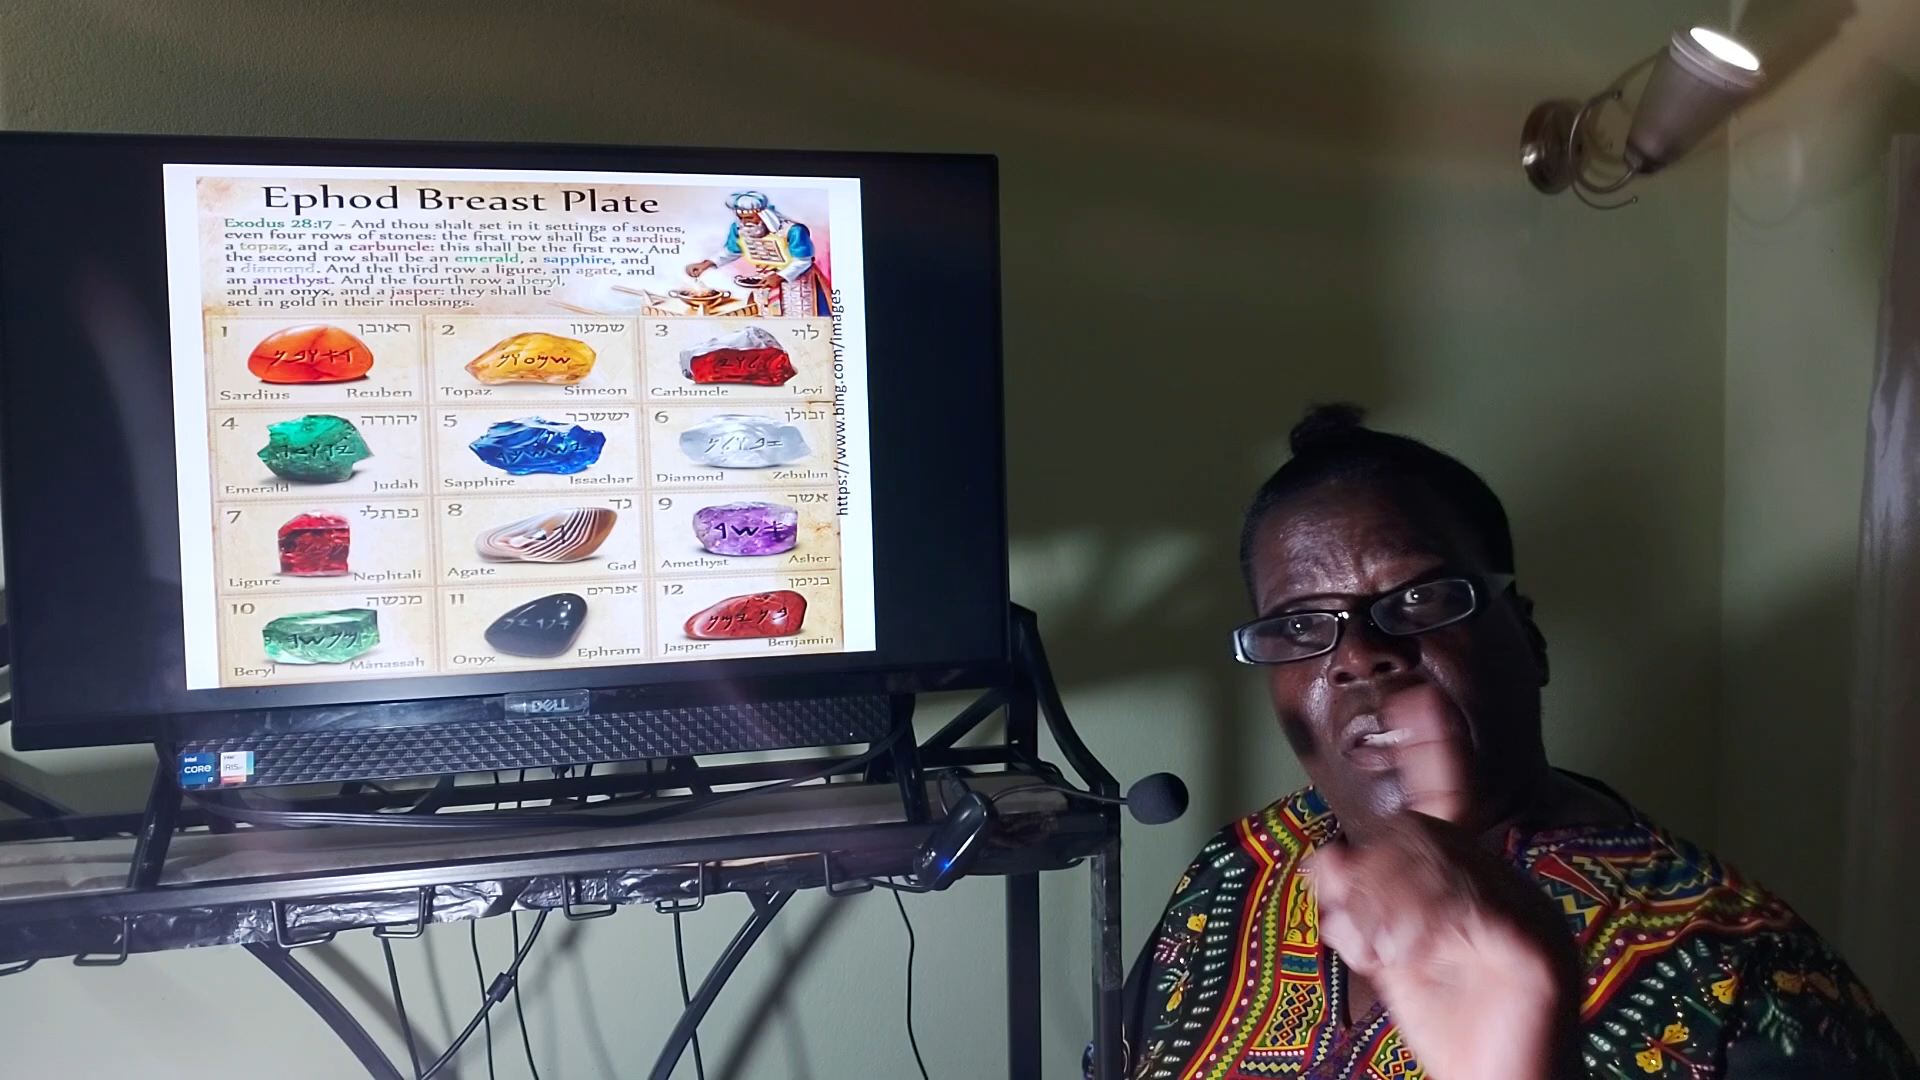 Ephod Breast Plate
Exodus 28:17 - And thou shalt set in it settings of stones,
even four rows of stones: the first row shall be a sardius,
a topaz, and a carbuncle: this shall be the first row. And
the second row shall be an emerald, a sapphire, and
a diamond. And the third row a ligure, an agate, and
an amethyst. And the fourth row a beryl,
and an onyx, and a jasper: they shall be
set in gold in their inclosings.
https://www.bing.com/images
1 ראובן
Sardius Reuben
2 שמעון
Topaz Simeon
3 לוי
Carbuncle Levi
4 יהודה
Emerald Judah
5 יששכר
Sapphire Issachar
6 זבולן
Diamond Zebulun
7 נפתלי
Ligure Nephtali
8 גד
Agate Gad
9 אשר
Amethyst Asher
10 מנשה
Beryl Manassah
11 אפרים
Onyx Ephram
12 בנימן
Jasper Benjamin
DELL
intel
CORE
i7
intel